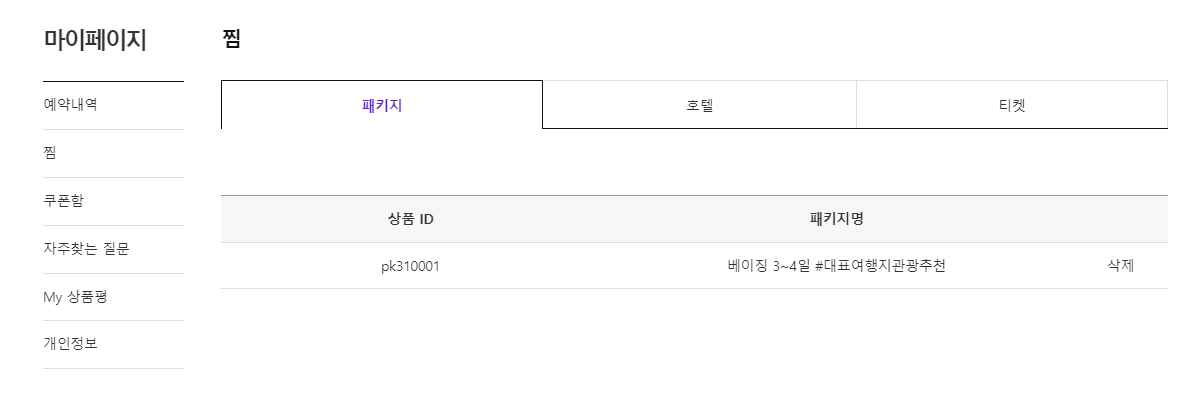 마이페이지
예약내역
찜
쿠폰함
자주찾는 질문
My 상품평
개인정보
찜
패키지 호텔 티켓
상품 ID 패키지명
pk310001 베이징 3~4일 #대표여행지관광추천 삭제